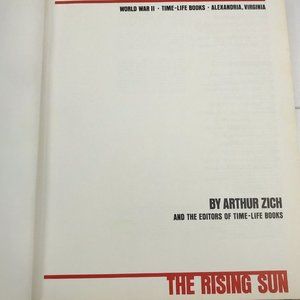 WORLD WAR II · TIME-LIFE BOOKS · ALEXANDRIA, VIRGINIA
BY ARTHUR ZICH
AND THE EDITORS OF TIME-LIFE BOOKS
THE RISING SUN